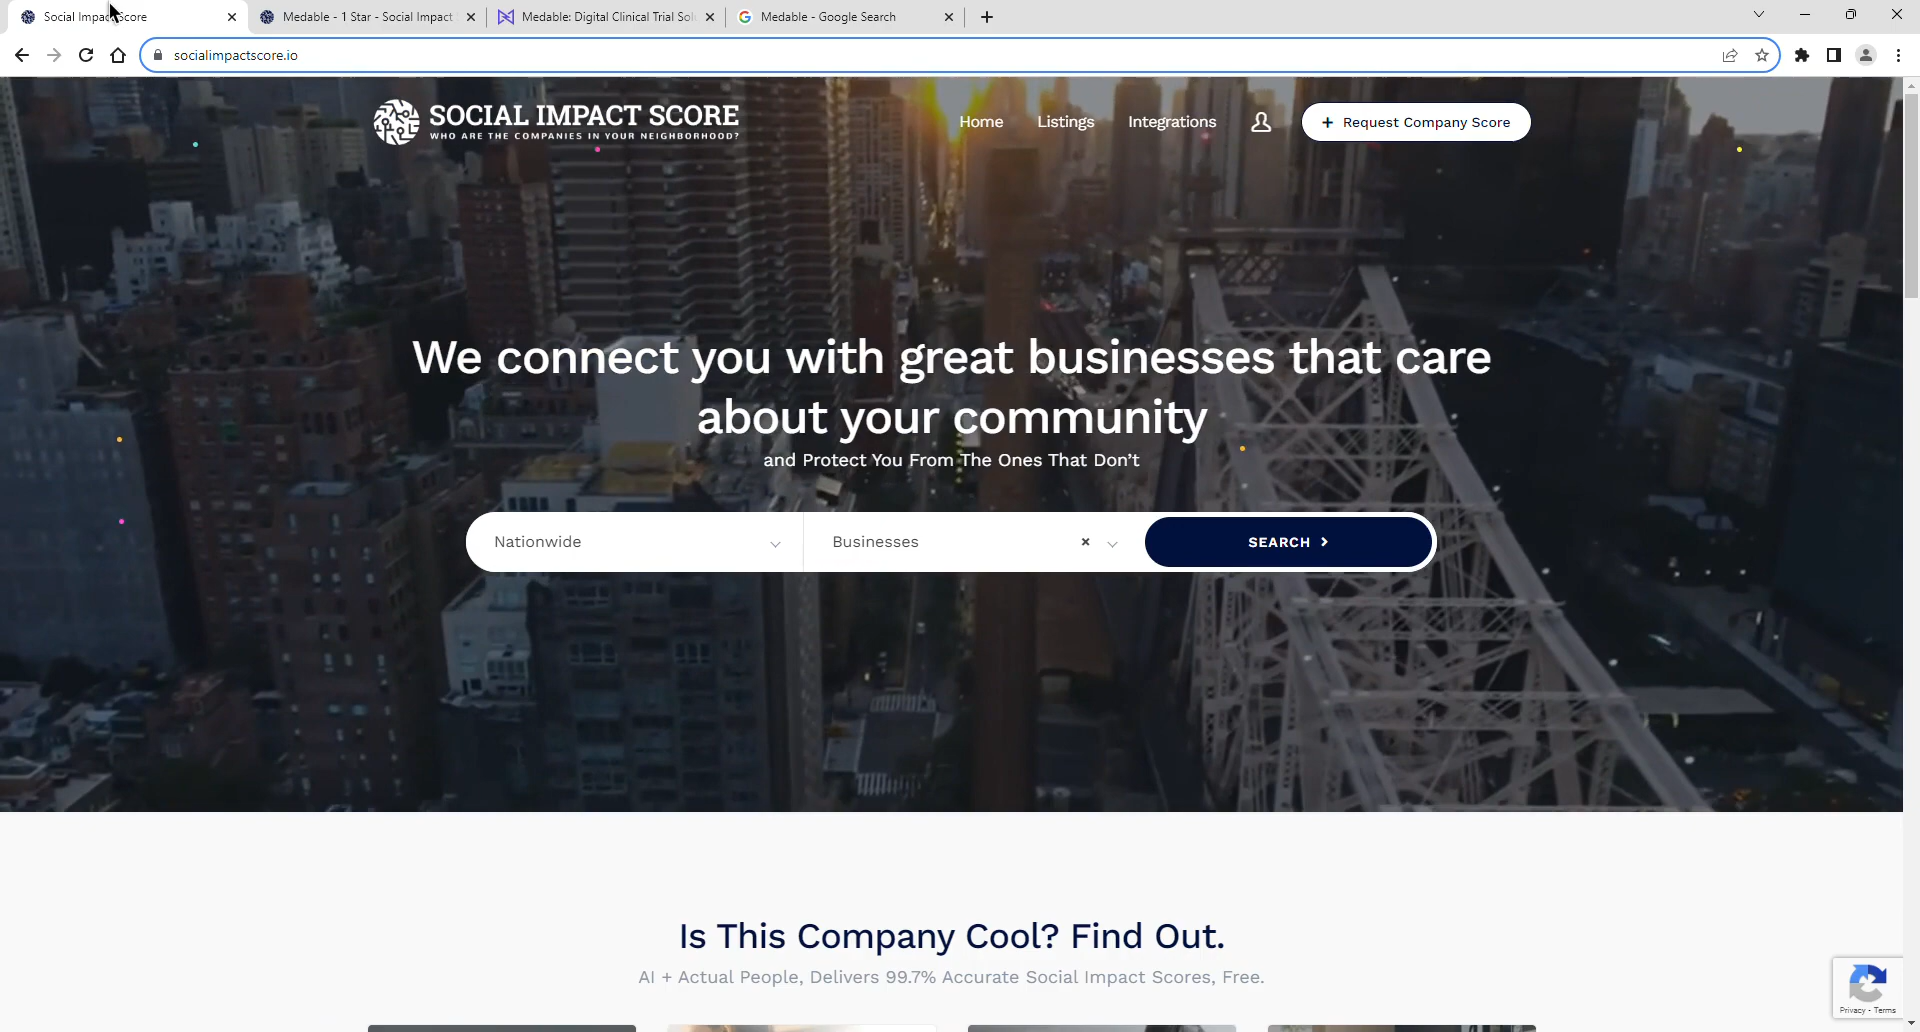 Social Impact Score
Medable - 1 Star - Social Impact
Medable: Digital Clinical Trial Solu
Medable - Google Search
socialimpactscore.io
SOCIAL IMPACT SCORE
WHO ARE THE COMPANIES IN YOUR NEIGHBORHOOD?
Home
Listings
Integrations
+ Request Company Score
We connect you with great businesses that care
about your community
and Protect You From The Ones That Don't
Nationwide
Businesses
SEARCH
Is This Company Cool? Find Out.
AI + Actual People, Delivers 99.7% Accurate Social Impact Scores, Free.
Privacy - Terms